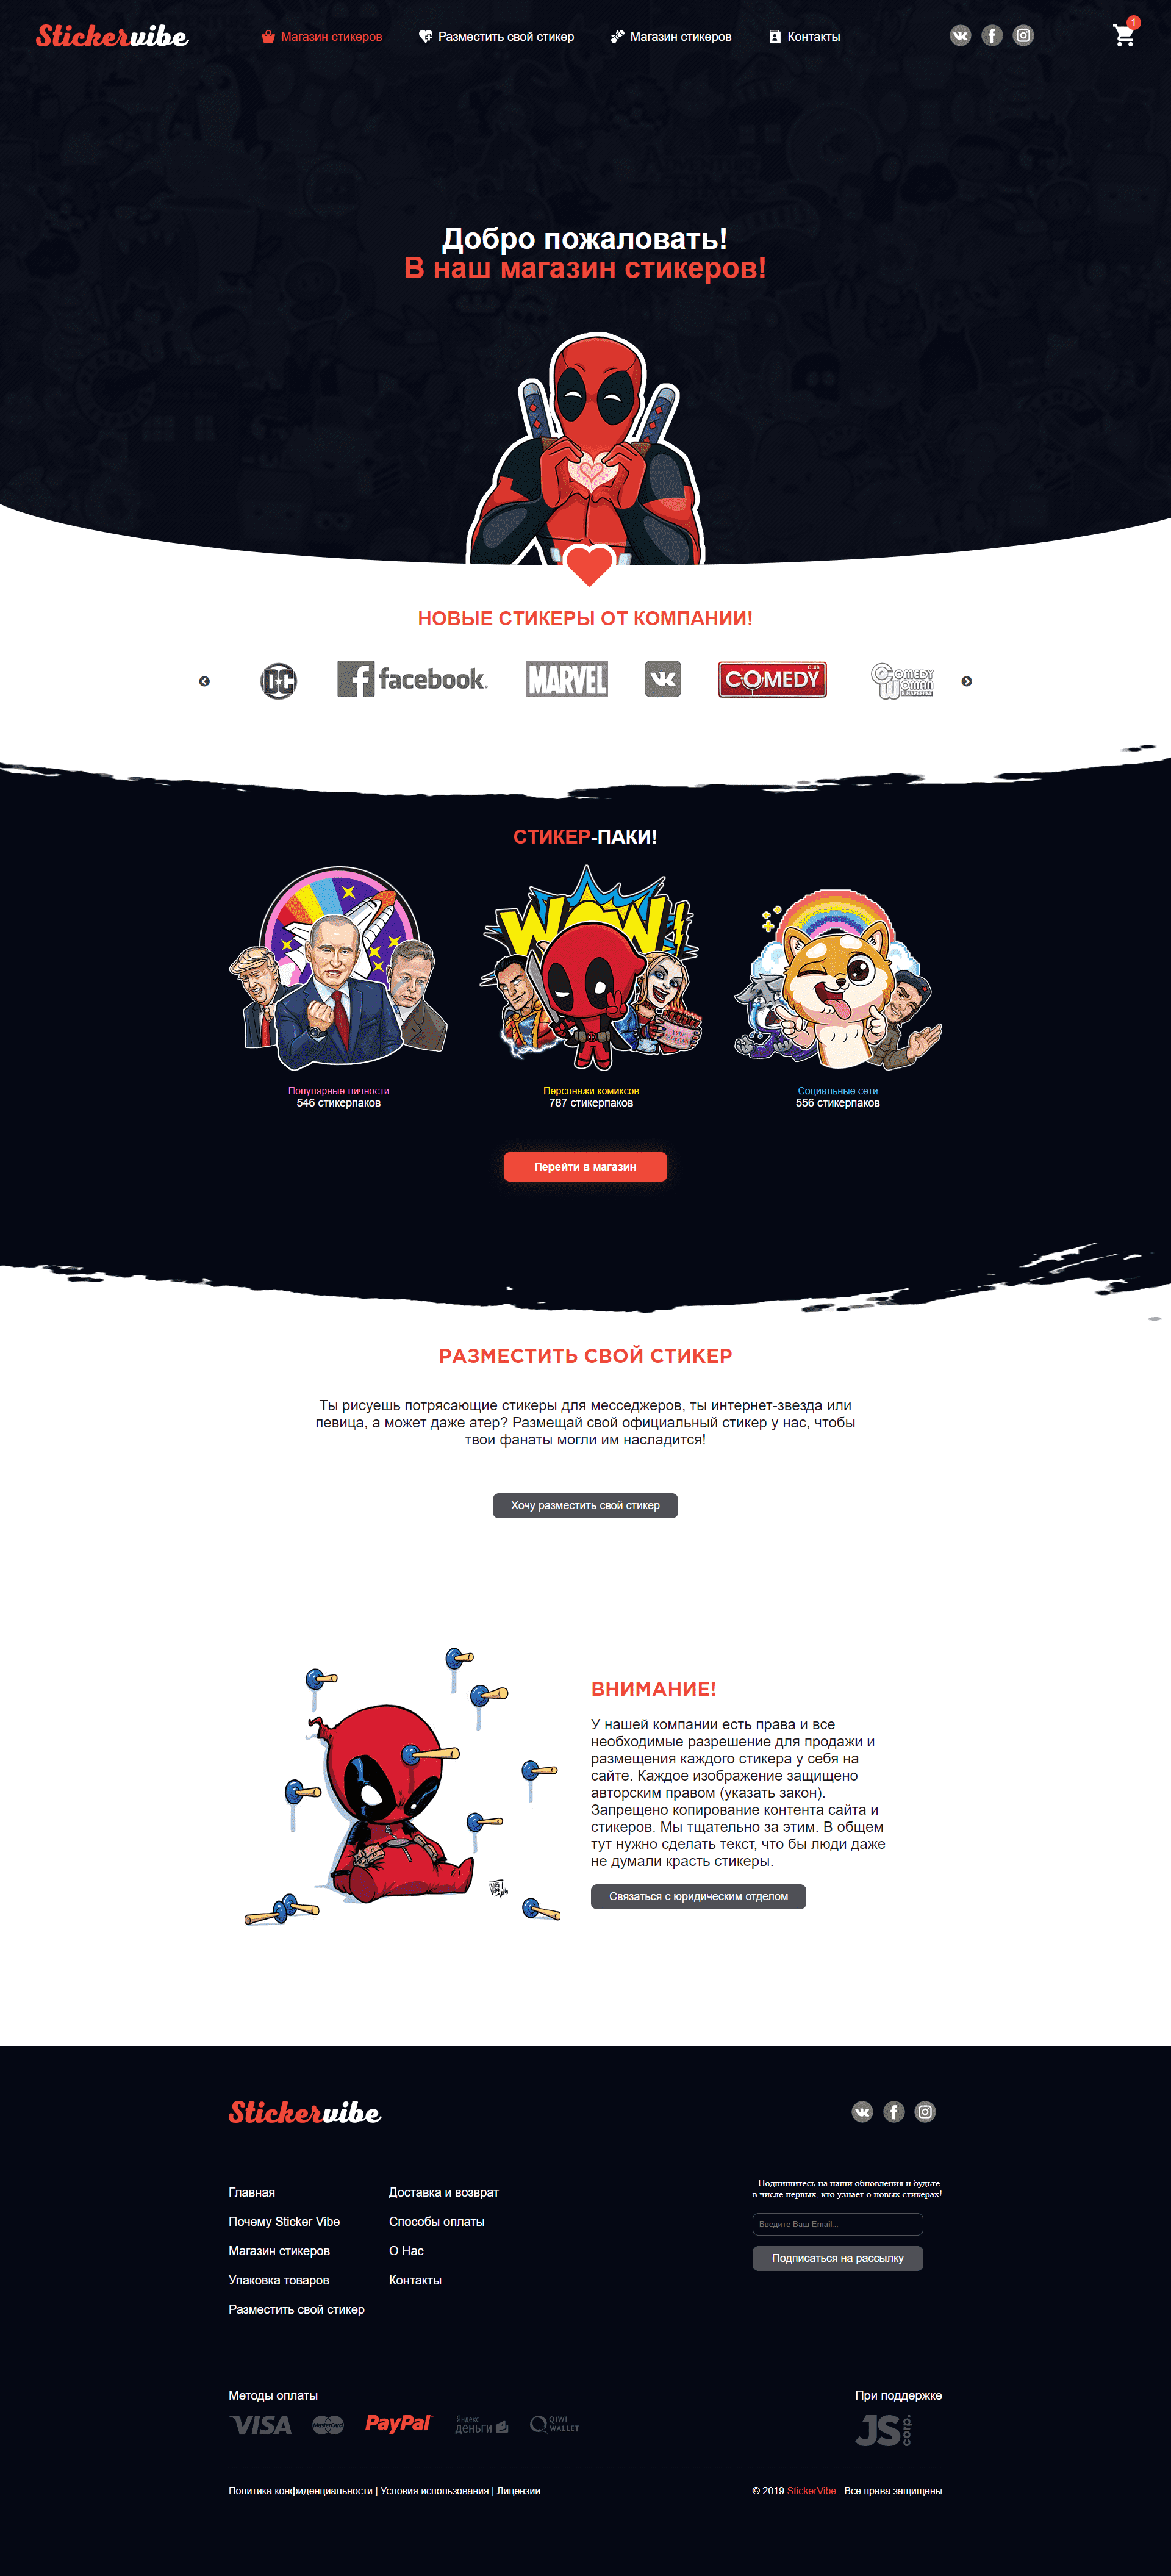 Stickervibe
Магазин стикеров
Разместить свой стикер
Магазин стикеров
Контакты
1
Добро пожаловать!
В наш магазин стикеров!
НОВЫЕ СТИКЕРЫ ОТ КОМПАНИИ!
DC
facebook
MARVEL
COMEDY CLUB
COMEDY WOMAN
СТИКЕР-ПАКИ!
WOW!
Популярные личности
546 стикерпаков
Персонажи комиксов
787 стикерпаков
Социальные сети
556 стикерпаков
Перейти в магазин
РАЗМЕСТИТЬ СВОЙ СТИКЕР
Ты рисуешь потрясающие стикеры для месседжеров, ты интернет-звезда или
певица, а может даже атер? Размещай свой официальный стикер у нас, чтобы
твои фанаты могли им насладится!
Хочу разместить свой стикер
ВНИМАНИЕ!
У нашей компании есть права и все
необходимые разрешение для продажи и
размещения каждого стикера у себя на
сайте. Каждое изображение защищено
авторским правом (указать закон).
Запрещено копирование контента сайта и
стикеров. Мы тщательно за этим. В общем
тут нужно сделать текст, что бы люди даже
не думали красть стикеры.
Связаться с юридическим отделом
Stickervibe
Главная
Почему Sticker Vibe
Магазин стикеров
Упаковка товаров
Разместить свой стикер
Доставка и возврат
Способы оплаты
О Нас
Контакты
Подпишитесь на наши обновления и будьте
в числе первых, кто узнает о новых стикерах!
Введите Ваш Email...
Подписаться на рассылку
Методы оплаты
VISA
MasterCard
PayPal
Яндекс
деньги
QIWI
WALLET
При поддержке
JS corp.
Политика конфиденциальности | Условия использования | Лицензии
© 2019 StickerVibe . Все права защищены